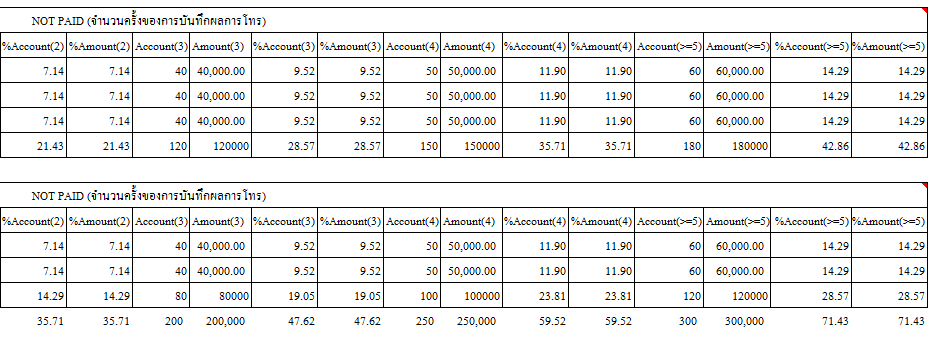 NOT PAID (จำนวนครั้งของการบันทึกผลการโทร)
%Account(2) %Amount(2) Account(3) Amount(3) %Account(3) %Amount(3) Account(4) Amount(4) %Account(4) %Amount(4) Account(>=5) Amount(>=5) %Account(>=5) %Amount(>=5)
7.14 7.14 40 40,000.00 9.52 9.52 50 50,000.00 11.90 11.90 60 60,000.00 14.29 14.29
7.14 7.14 40 40,000.00 9.52 9.52 50 50,000.00 11.90 11.90 60 60,000.00 14.29 14.29
7.14 7.14 40 40,000.00 9.52 9.52 50 50,000.00 11.90 11.90 60 60,000.00 14.29 14.29
21.43 21.43 120 120000 28.57 28.57 150 150000 35.71 35.71 180 180000 42.86 42.86
NOT PAID (จำนวนครั้งของการบันทึกผลการโทร)
%Account(2) %Amount(2) Account(3) Amount(3) %Account(3) %Amount(3) Account(4) Amount(4) %Account(4) %Amount(4) Account(>=5) Amount(>=5) %Account(>=5) %Amount(>=5)
7.14 7.14 40 40,000.00 9.52 9.52 50 50,000.00 11.90 11.90 60 60,000.00 14.29 14.29
7.14 7.14 40 40,000.00 9.52 9.52 50 50,000.00 11.90 11.90 60 60,000.00 14.29 14.29
14.29 14.29 80 80000 19.05 19.05 100 100000 23.81 23.81 120 120000 28.57 28.57
35.71 35.71 200 200,000 47.62 47.62 250 250,000 59.52 59.52 300 300,000 71.43 71.43